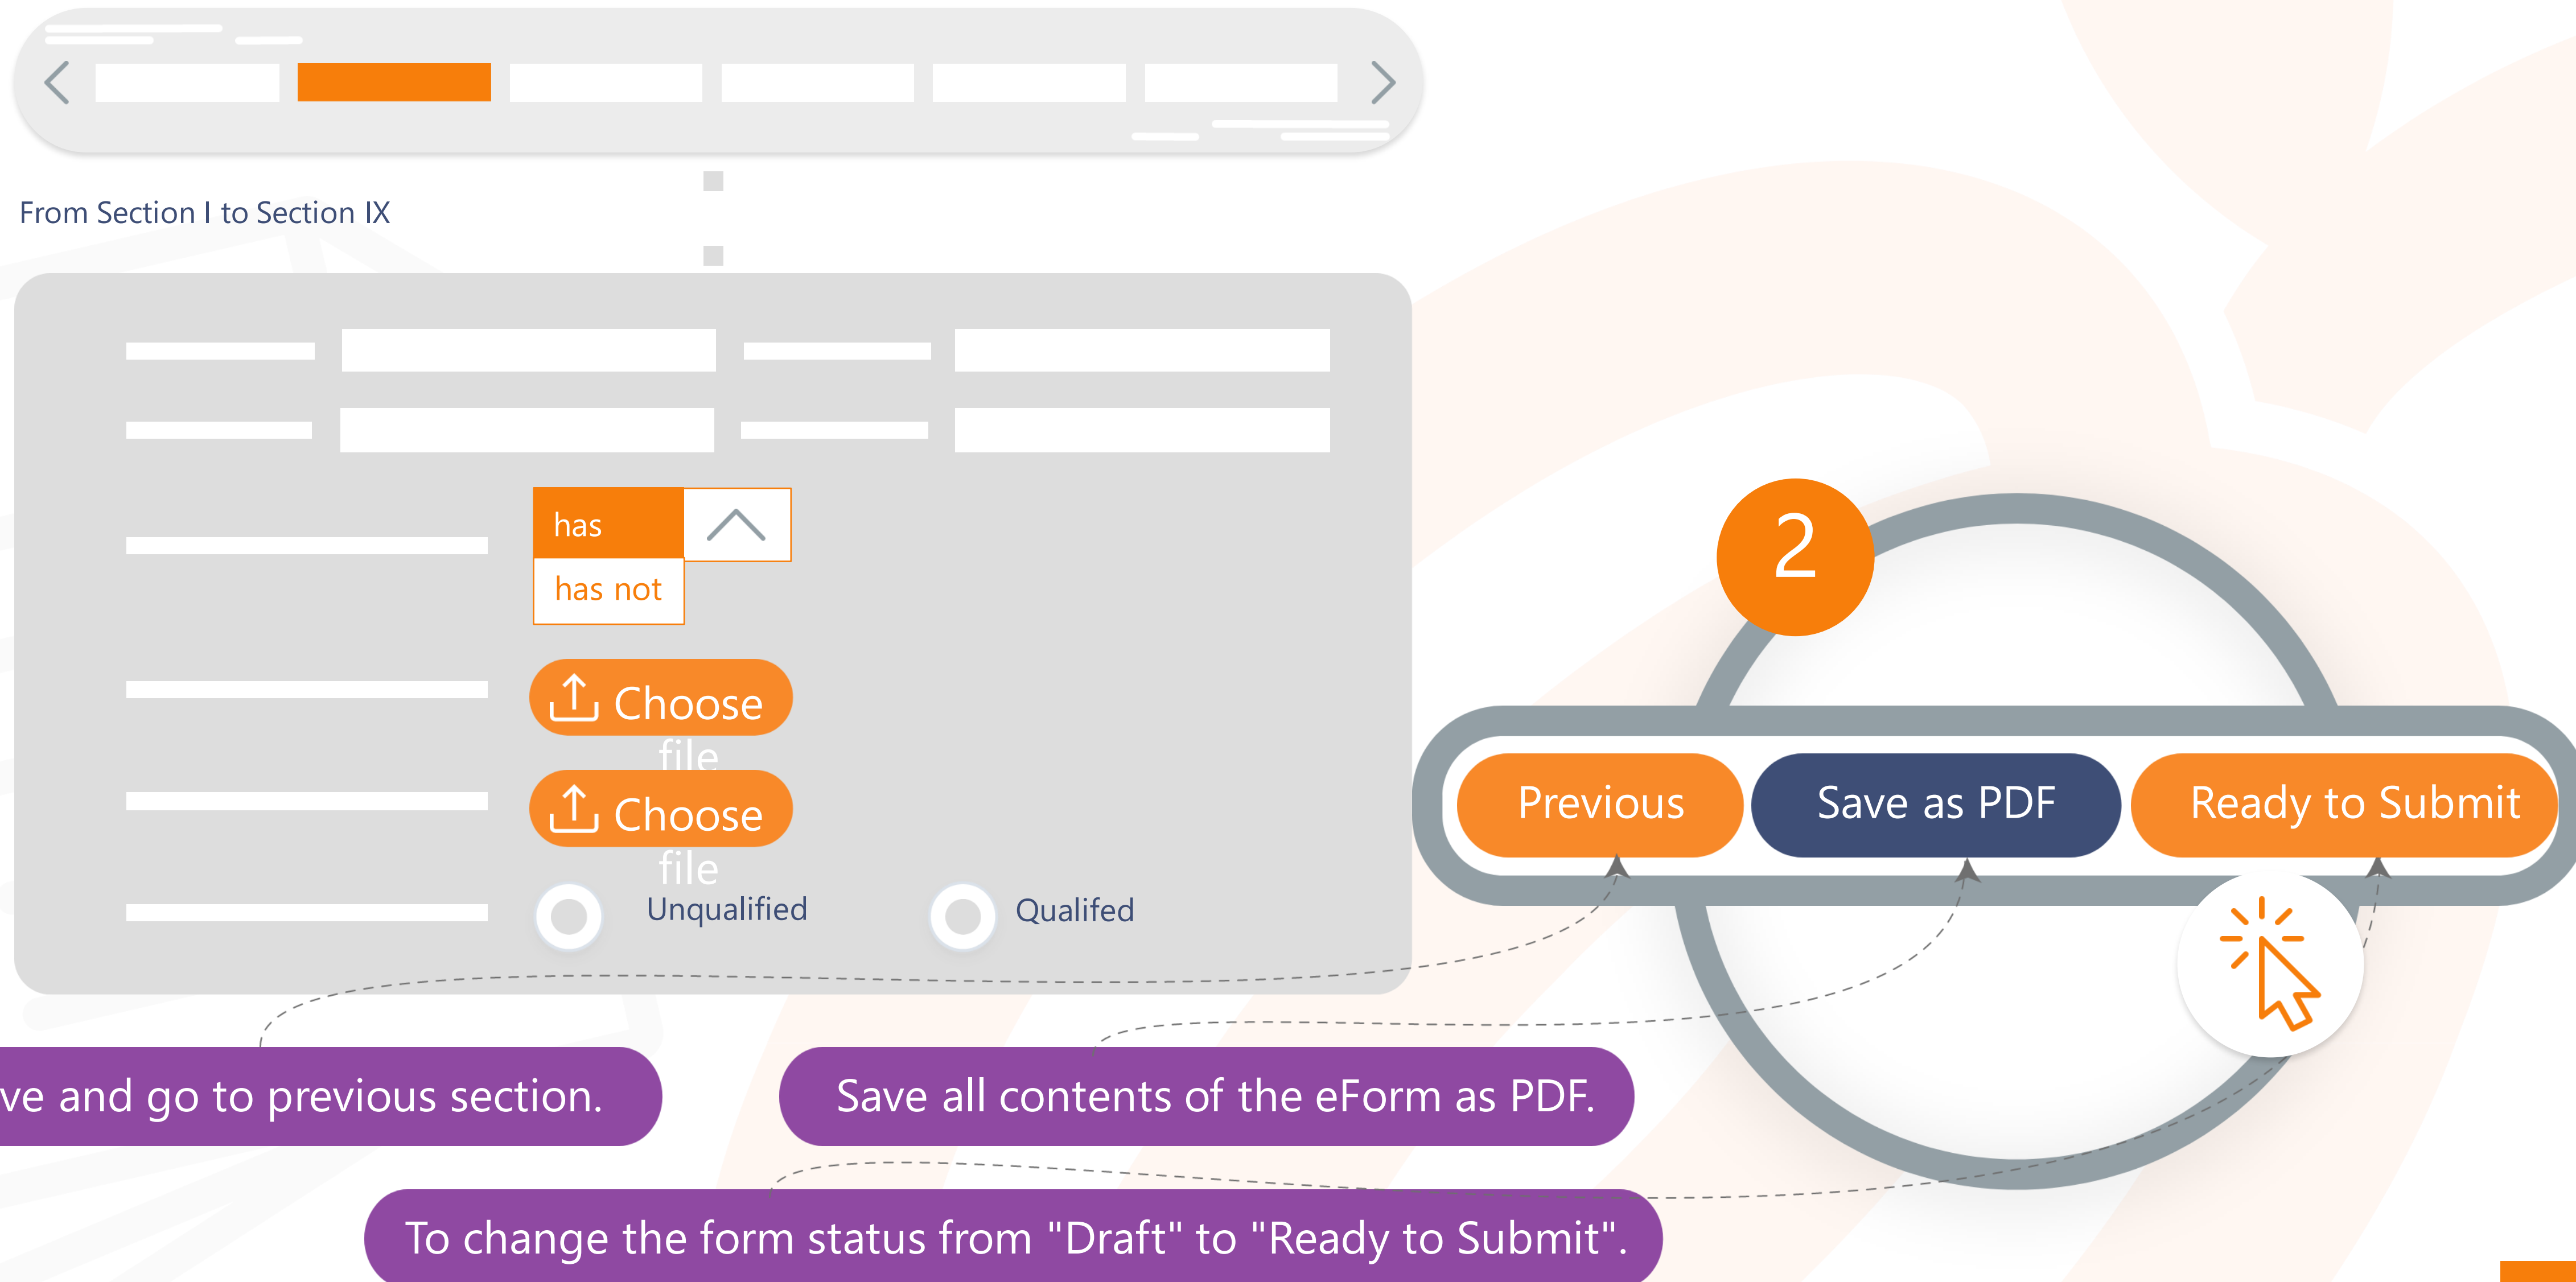 From Section I to Section IX
has
has not
Choose
file
Choose
file
Unqualified
Qualifed
2
Previous
Save as PDF
Ready to Submit
and go to previous section.
Save all contents of the eForm as PDF.
To change the form status from "Draft" to "Ready to Submit".